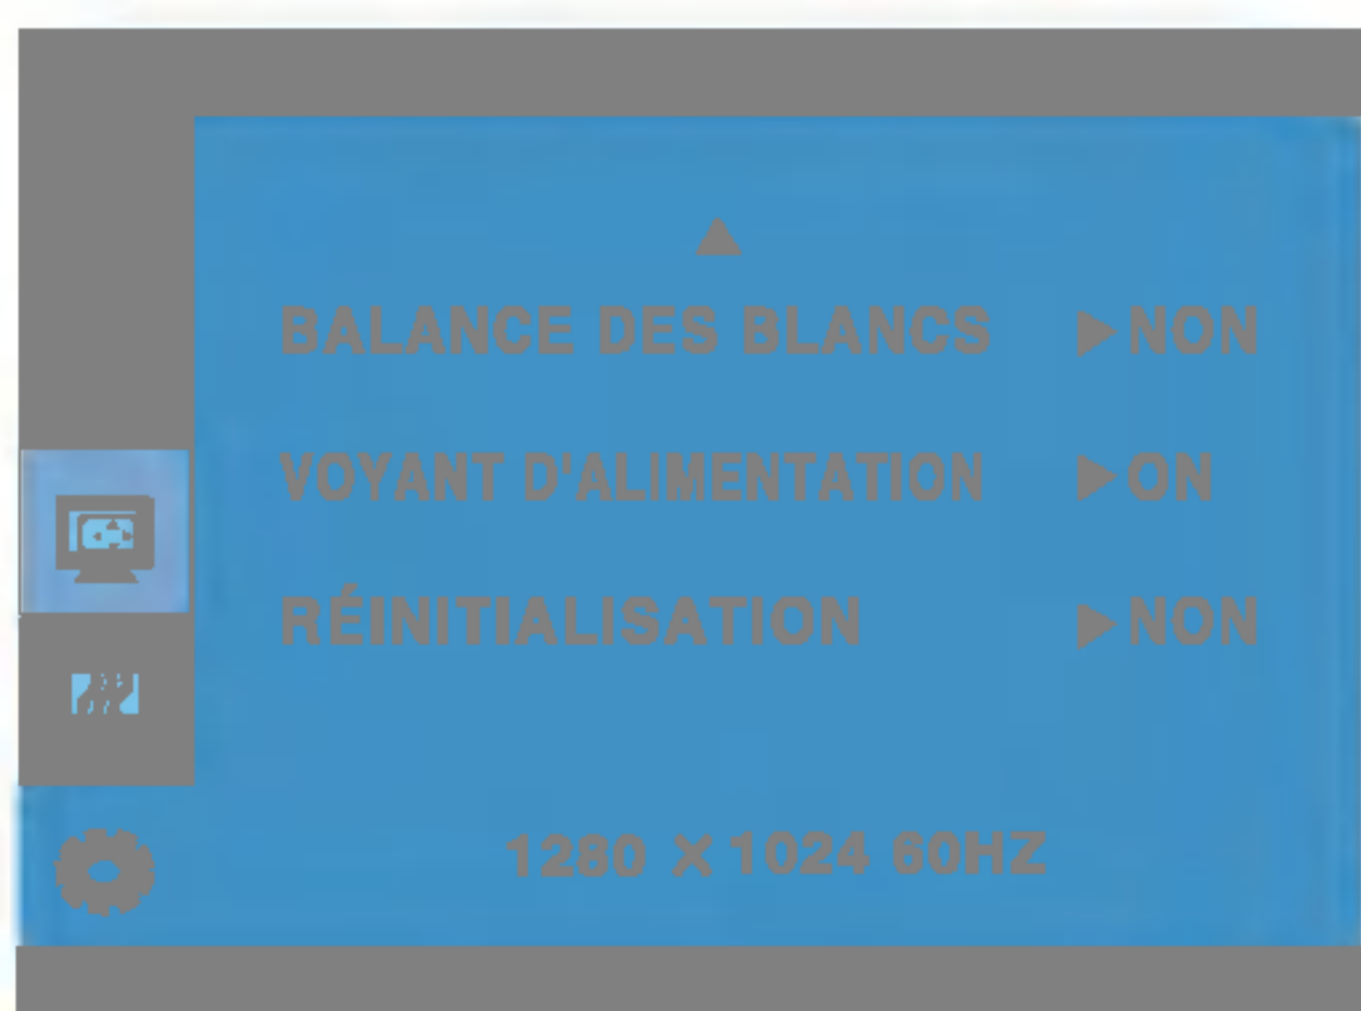 BALANCE DES BLANCS ▶NON
VOYANT D'ALIMENTATION ▶ON
RÉINITIALISATION ▶NON
1280 X 1024 60HZ